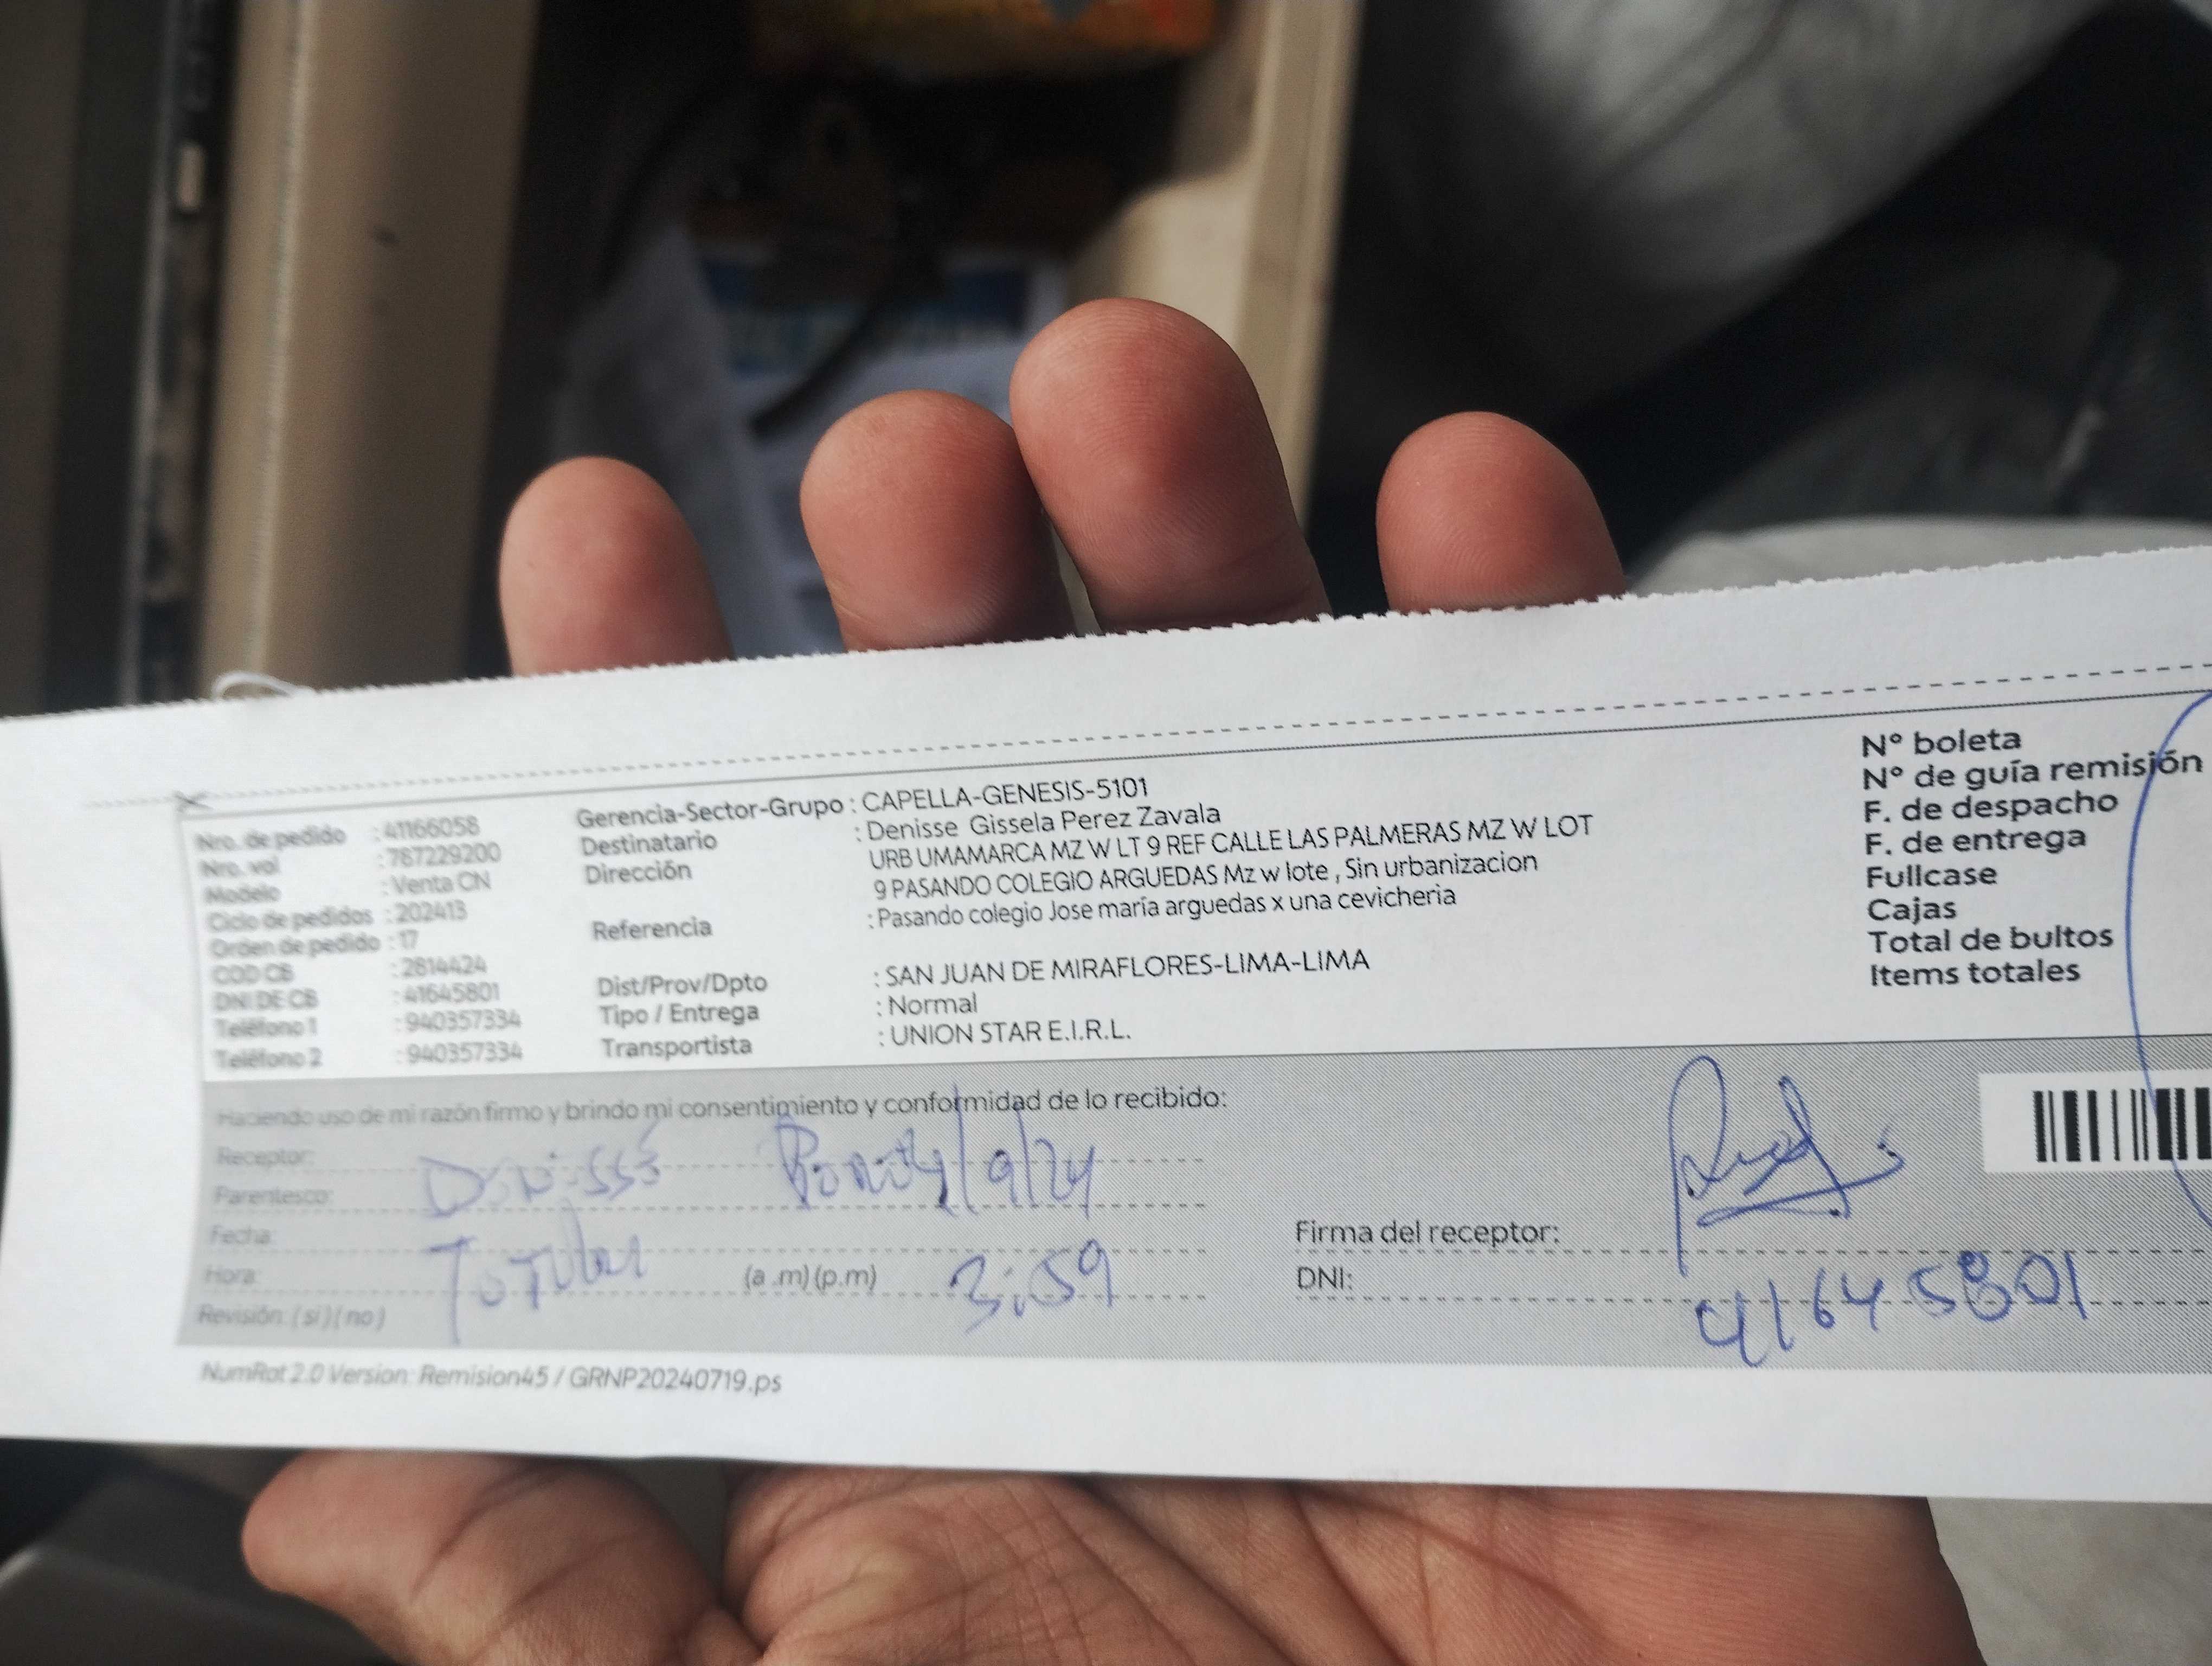 Nro. de pedido : 41166058
Nro. vol : 787229200
Modelo : Venta CN
Ciclo de pedidos : 202413
Orden de pedido : 17
COD CB : 2814424
DNI DE CB : 41645801
Teléfono 1 : 940357334
Teléfono 2 : 940357334
Gerencia-Sector-Grupo : CAPELLA-GENESIS-5101
Destinatario : Denisse Gissela Perez Zavala
Dirección URB UMAMARCA MZ W LT 9 REF CALLE LAS PALMERAS MZ W LOT
9 PASANDO COLEGIO ARGUEDAS Mz w lote , Sin urbanizacion
Referencia : Pasando colegio Jose maría arguedas x una cevicheria
Dist/Prov/Dpto : SAN JUAN DE MIRAFLORES-LIMA-LIMA
Tipo / Entrega : Normal
Transportista : UNION STAR E.I.R.L.
N° boleta
N° de guía remisión
F. de despacho
F. de entrega
Fullcase
Cajas
Total de bultos
Items totales
Haciendo uso de mi razón firmo y brindo mi consentimiento y conformidad de lo recibido:
Receptor:
Parentesco: Denisse /9/24
Fecha:
Hora: (a .m) (p.m) 3:59
Revisión: ( si ) ( no )
Firma del receptor:
DNI: 41645801
NumRot 2.0 Version: Remision45 / GRNP20240719.ps